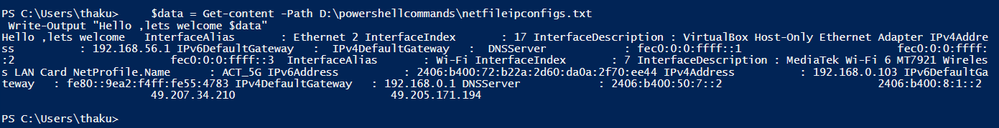 PS C:\Users\thaku>     $data = Get-content -Path D:\powershellcommands\netfileipconfigs.txt
 Write-Output "Hello ,lets welcome $data"
Hello ,lets welcome   InterfaceAlias       : Ethernet 2 InterfaceIndex       : 17 InterfaceDescription : VirtualBox Host-Only Ethernet Adapter IPv4Addre
ss          : 192.168.56.1 IPv6DefaultGateway   :  IPv4DefaultGateway   :  DNSServer            : fec0:0:0:ffff::1                        fec0:0:0:ffff:
:2                        fec0:0:0:ffff::3  InterfaceAlias       : Wi-Fi InterfaceIndex       : 7 InterfaceDescription : MediaTek Wi-Fi 6 MT7921 Wireles
s LAN Card NetProfile.Name      : ACT_5G IPv6Address          : 2406:b400:72:b22a:2d60:da0a:2f70:ee44 IPv4Address          : 192.168.0.103 IPv6DefaultGa
teway   : fe80::9ea2:f4ff:fe55:4783 IPv4DefaultGateway   : 192.168.0.1 DNSServer            : 2406:b400:50:7::2                        2406:b400:8:1::2
                        49.207.34.210                        49.205.171.194
PS C:\Users\thaku>